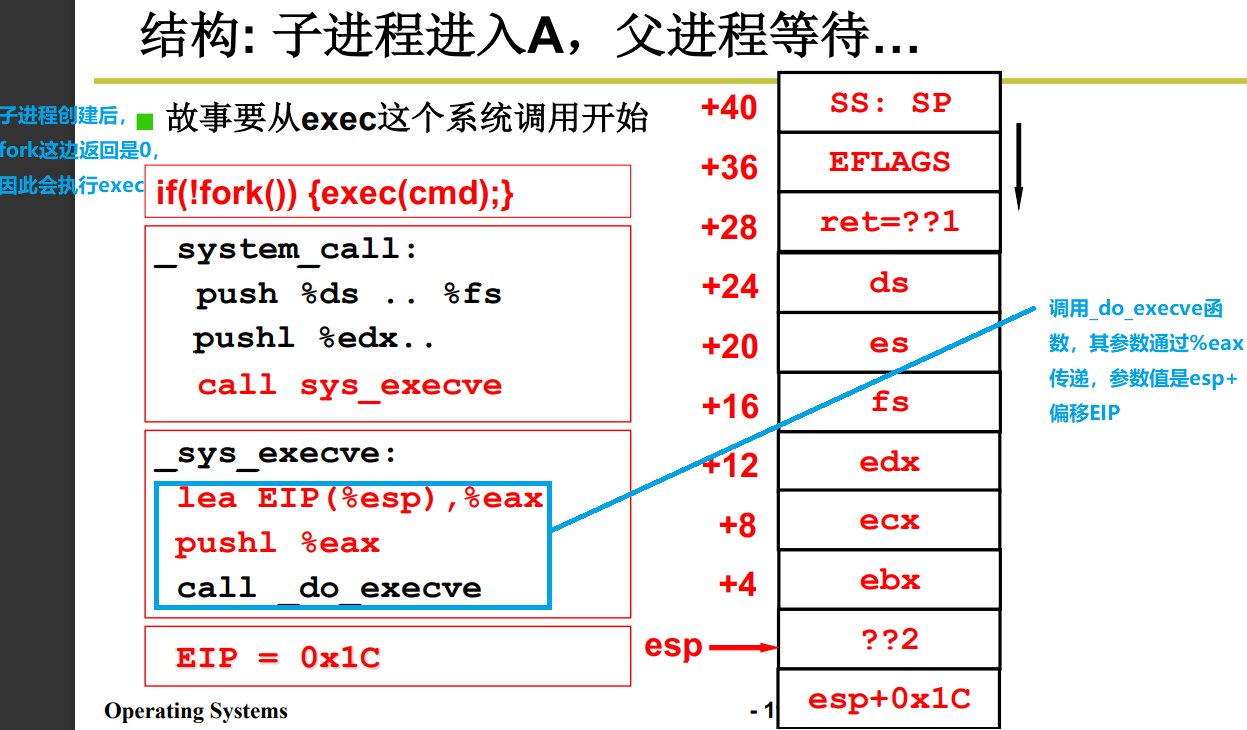 结构: 子进程进入A，父进程等待…
子进程创建后，
fork这边返回是0，
因此会执行exec
故事要从exec这个系统调用开始
if(!fork()) {exec(cmd);}
_system_call:
push %ds .. %fs
pushl %edx..
call sys_execve
_sys_execve:
lea EIP(%esp),%eax
pushl %eax
call _do_execve
EIP = 0x1C
+40 SS: SP
+36 EFLAGS
+28 ret=??1
+24 ds
+20 es
+16 fs
+12 edx
+8 ecx
+4 ebx
esp ??2
esp+0x1C
调用_do_execve函
数，其参数通过%eax
传递，参数值是esp+
偏移EIP
Operating Systems
- 1